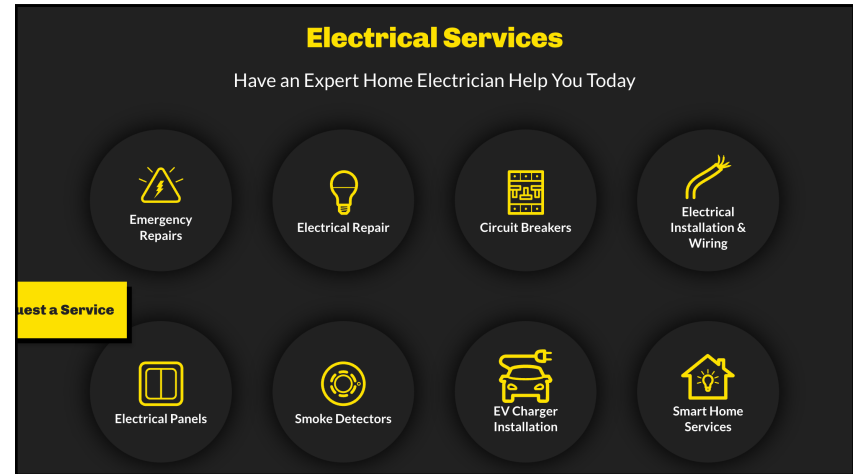 Electrical Services
Have an Expert Home Electrician Help You Today
Emergency
Repairs
Electrical Repair
Circuit Breakers
Electrical
Installation &
Wiring
uest a Service
Electrical Panels
Smoke Detectors
EV Charger
Installation
Smart Home
Services